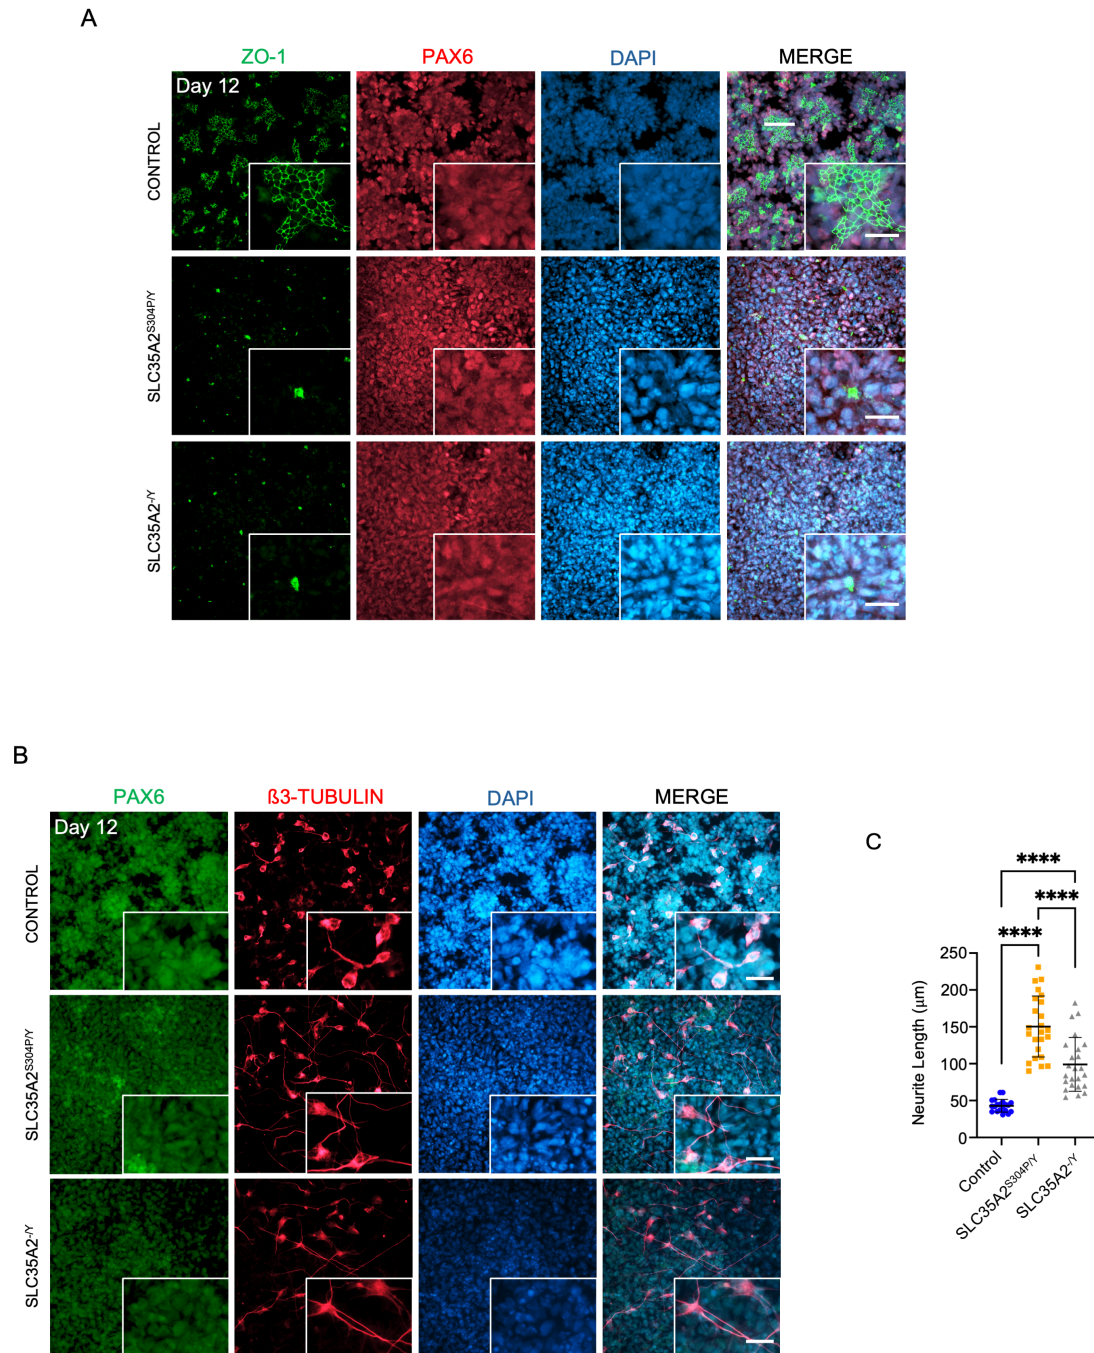 A
ZO-1 PAX6 DAPI MERGE
Day 12
CONTROL
SLC35A2S304P/Y
SLC35A2-/Y
B
PAX6 ß3-TUBULIN DAPI MERGE
Day 12
CONTROL
SLC35A2S304P/Y
SLC35A2-/Y
C
****
****
****
Neurite Length (μm)
250
200
150
100
50
0
Control
SLC35A2S304P/Y
SLC35A2-/Y